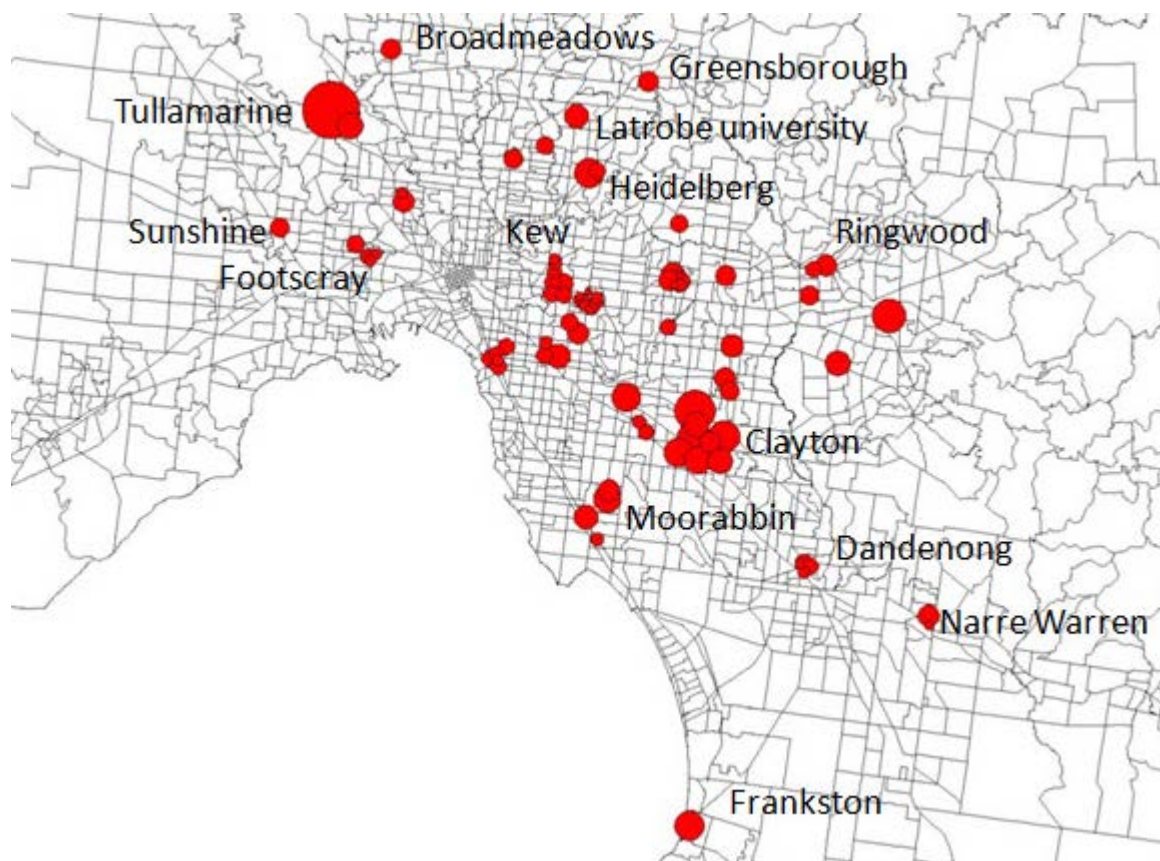 Broadmeadows
Greensborough
Tullamarine
Latrobe university
Heidelberg
Sunshine
Kew
Ringwood
Footscray
Clayton
Moorabbin
Dandenong
Narre Warren
Frankston